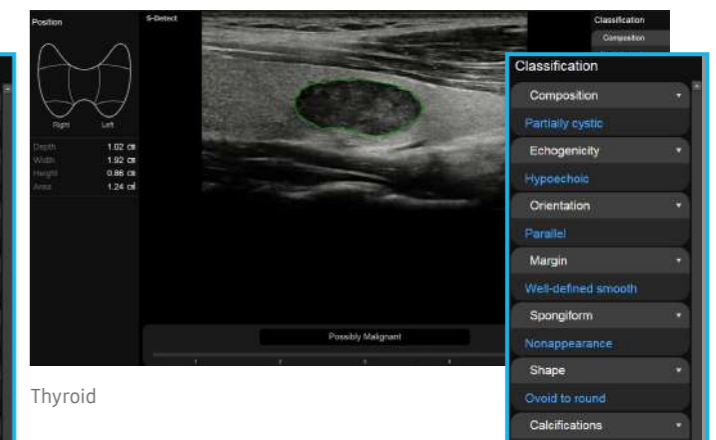 Position
Right Left
Depth 1.02 cm
Width 1.92 cm
Height 0.86 cm
Area 1.24 cm²
S-Detect
Possibly Malignant
Classification
Composition
Classification
Composition
Partially cystic
Echogenicity
Hypoechoic
Orientation
Parallel
Margin
Well-defined smooth
Spongiform
Nonappearance
Shape
Ovoid to round
Calcifications
Thyroid